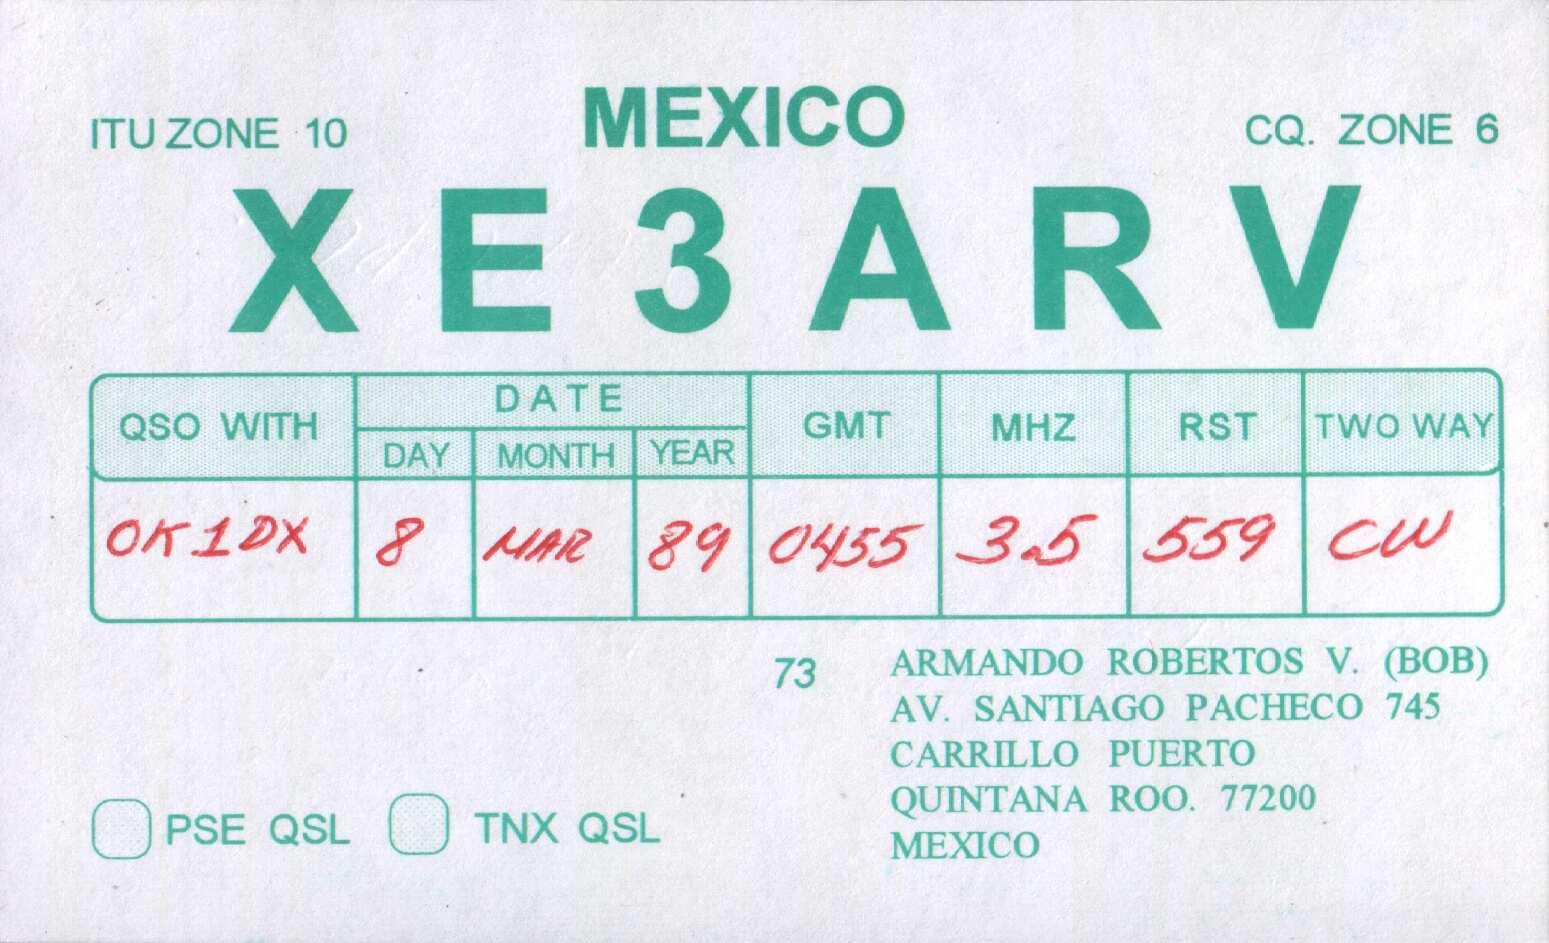 MEXICO
ITU ZONE 10
CQ. ZONE 6
XE3ARV
QSO WITH DATE GMT MHZ RST TWO WAY
DAY MONTH YEAR
OK1DX 8 MAR 89 0455 3.5 559 CW
73 ARMANDO ROBERTOS V. (BOB)
AV. SANTIAGO PACHECO 745
CARRILLO PUERTO
QUINTANA ROO. 77200
MEXICO
PSE QSL TNX QSL